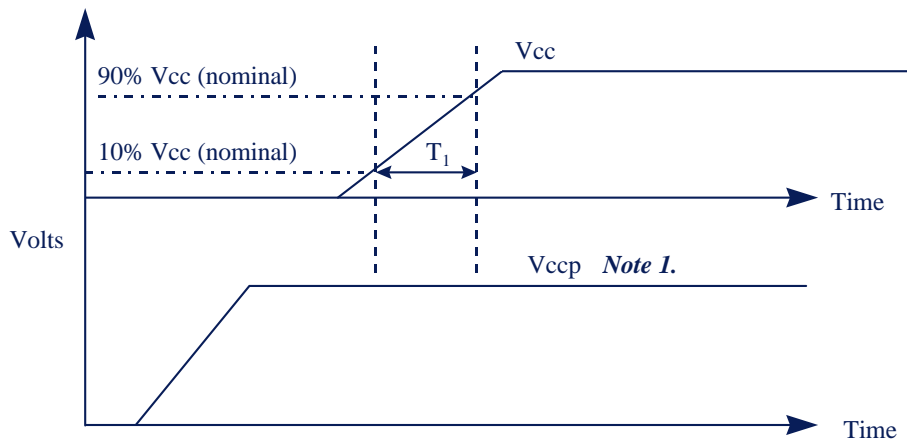 Vcc
90% Vcc (nominal)
10% Vcc (nominal)
T1
Time
Volts
Vccp Note 1.
Time